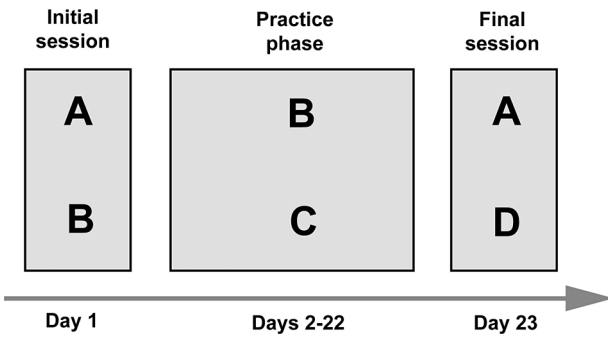 Initial
session
Practice
phase
Final
session
A
B
A
B
C
D
Day 1
Days 2-22
Day 23